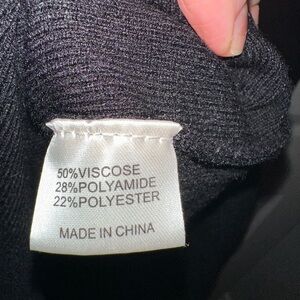 50%VISCOSE
28%POLYAMIDE
22%POLYESTER
MADE IN CHINA